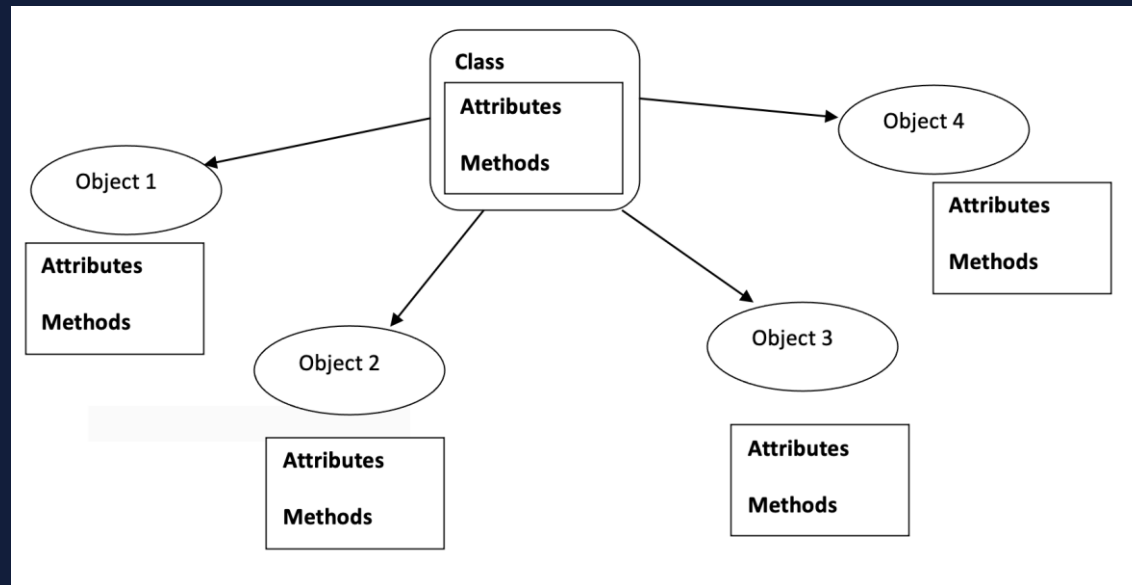 Class
Attributes
Methods
Object 4
Attributes
Methods
Object 1
Attributes
Methods
Object 2
Attributes
Methods
Object 3
Attributes
Methods